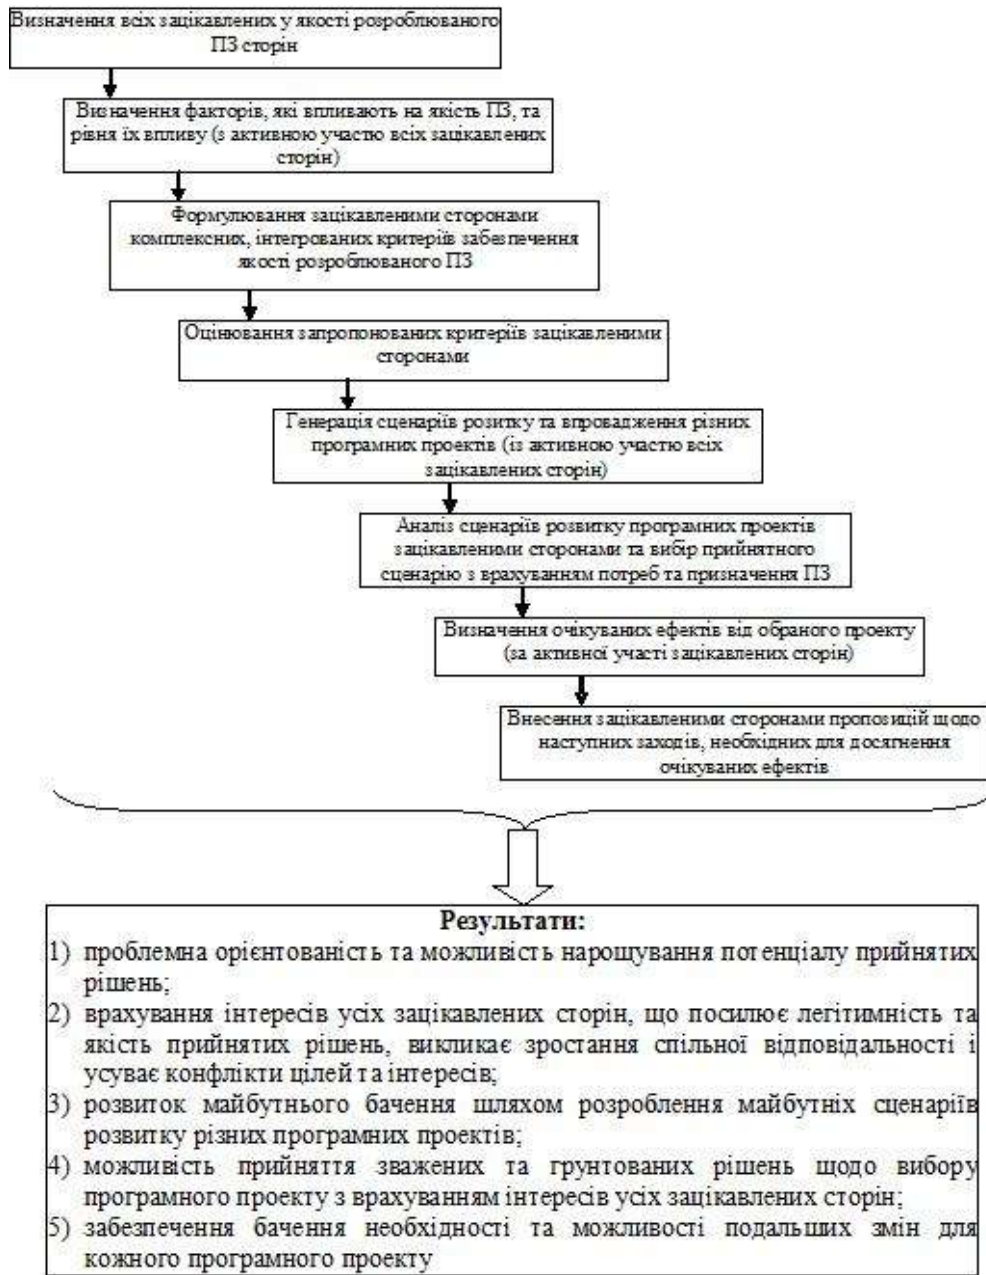 Визначення всіх зацікавлених у якості розроблюваного
ПЗ сторін
Визначення факторів, які впливають на якість ПЗ, та
рівня їх впливу (з активною участю всіх зацікавлених
сторін)
Формулювання зацікавленими сторонами
комплексних, інтегрованих критеріїв забезпечення
якості розроблюваного ПЗ
Оцінювання запропонованих критеріїв зацікавленими
сторонами
Генерація сценаріїв розитку та впровадження різних
програмних проектів (із активною участю всіх
зацікавлених сторін)
Аналіз сценаріїв розвитку програмних проектів
зацікавленими сторонами та вибір прийнятного
сценарію з врахуванням потреб та призначення ПЗ
Визначення очікуваних ефектів від обраного проекту
(за активної участі зацікавлених сторін)
Внесення зацікавленими сторонами пропозицій щодо
наступних заходів, необхідних для досягнення
очікуваних ефектів
Результати:
1) проблемна орієнтованість та можливість нарощування потенціалу прийнятих
рішень;
2) врахування інтересів усіх зацікавлених сторін, що посилює легітимність та
якість прийнятих рішень, викликає зростання спільної відповідальності і
усуває конфлікти цілей та інтересів;
3) розвиток майбутнього бачення шляхом розроблення майбутніх сценаріїв
розвитку різних програмних проектів;
4) можливість прийняття зважених та грунтованих рішень щодо вибору
програмного проекту з врахуванням інтересів усіх зацікавлених сторін;
5) забезпечення бачення необхідності та можливості подальших змін для
кожного програмного проекту